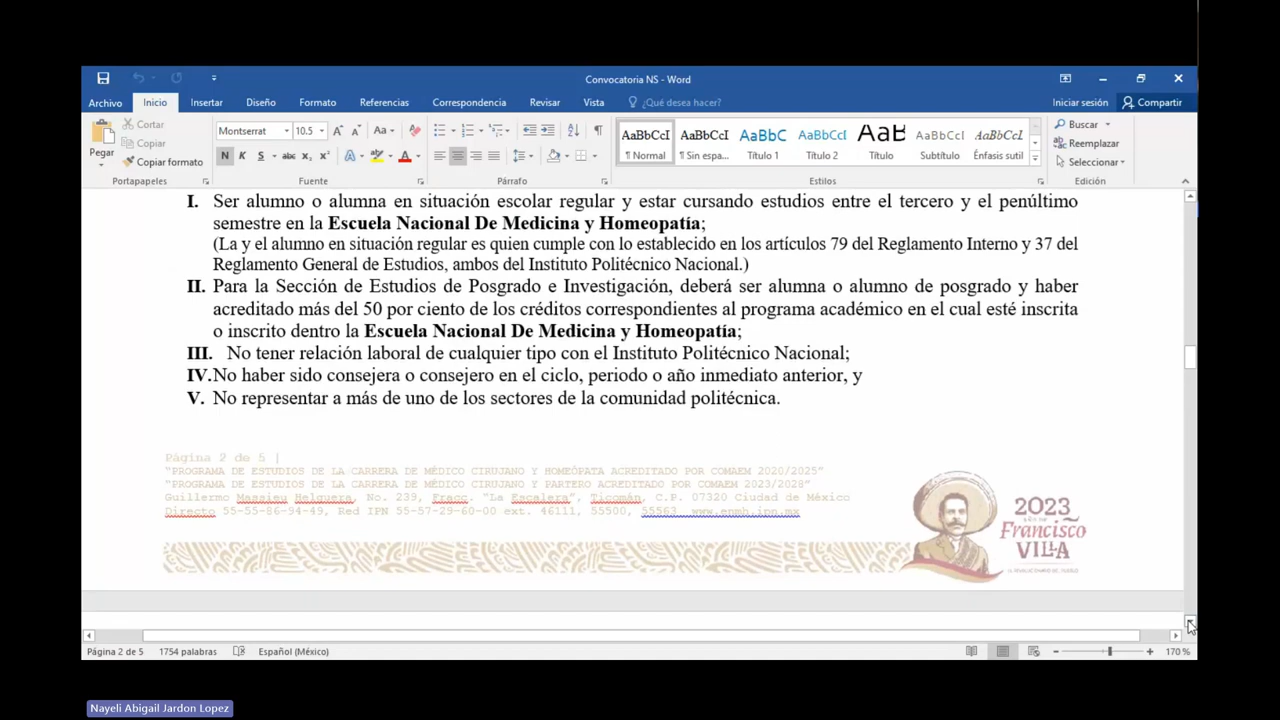 Convocatoria NS - Word
Archivo Inicio Insertar Diseño Formato Referencias Correspondencia Revisar Vista ¿Qué desea hacer? Iniciar sesión Compartir
Pegar
Cortar
Copiar
Copiar formato
Portapapeles
Montserrat 10.5 Aa
N K S abc x₂ x² A A
Fuente
Párrafo
AaBbCcI AaBbCcI AaBbC AaBbCcI AaB AaBbCcI AaBbCcI
¶ Normal ¶ Sin espa... Título 1 Título 2 Título Subtítulo Énfasis sutil
Estilos
Buscar
Reemplazar
Seleccionar
Edición
I. Ser alumno o alumna en situación escolar regular y estar cursando estudios entre el tercero y el penúltimo
semestre en la Escuela Nacional De Medicina y Homeopatía;
(La y el alumno en situación regular es quien cumple con lo establecido en los artículos 79 del Reglamento Interno y 37 del
Reglamento General de Estudios, ambos del Instituto Politécnico Nacional.)
II. Para la Sección de Estudios de Posgrado e Investigación, deberá ser alumna o alumno de posgrado y haber
acreditado más del 50 por ciento de los créditos correspondientes al programa académico en el cual esté inscrita
o inscrito dentro la Escuela Nacional De Medicina y Homeopatía;
III. No tener relación laboral de cualquier tipo con el Instituto Politécnico Nacional;
IV. No haber sido consejera o consejero en el ciclo, periodo o año inmediato anterior, y
V. No representar a más de uno de los sectores de la comunidad politécnica.
Página 2 de 5 |
"PROGRAMA DE ESTUDIOS DE LA CARRERA DE MÉDICO CIRUJANO Y HOMEÓPATA ACREDITADO POR COMAEM 2020/2025"
"PROGRAMA DE ESTUDIOS DE LA CARRERA DE MÉDICO CIRUJANO Y PARTERO ACREDITADO POR COMAEM 2023/2028"
Guillermo Massieu Helguera, No. 239, Fracc. "La Escalera", Ticomán, C.P. 07320 Ciudad de México
Directo 55-55-86-94-49, Red IPN 55-57-29-60-00 ext. 46111, 55500, 55563 www.enmh.ipn.mx
2023
AÑO DE
Francisco
VILLA
Página 2 de 5 1754 palabras Español (México) 170 %
Nayeli Abigail Jardon Lopez